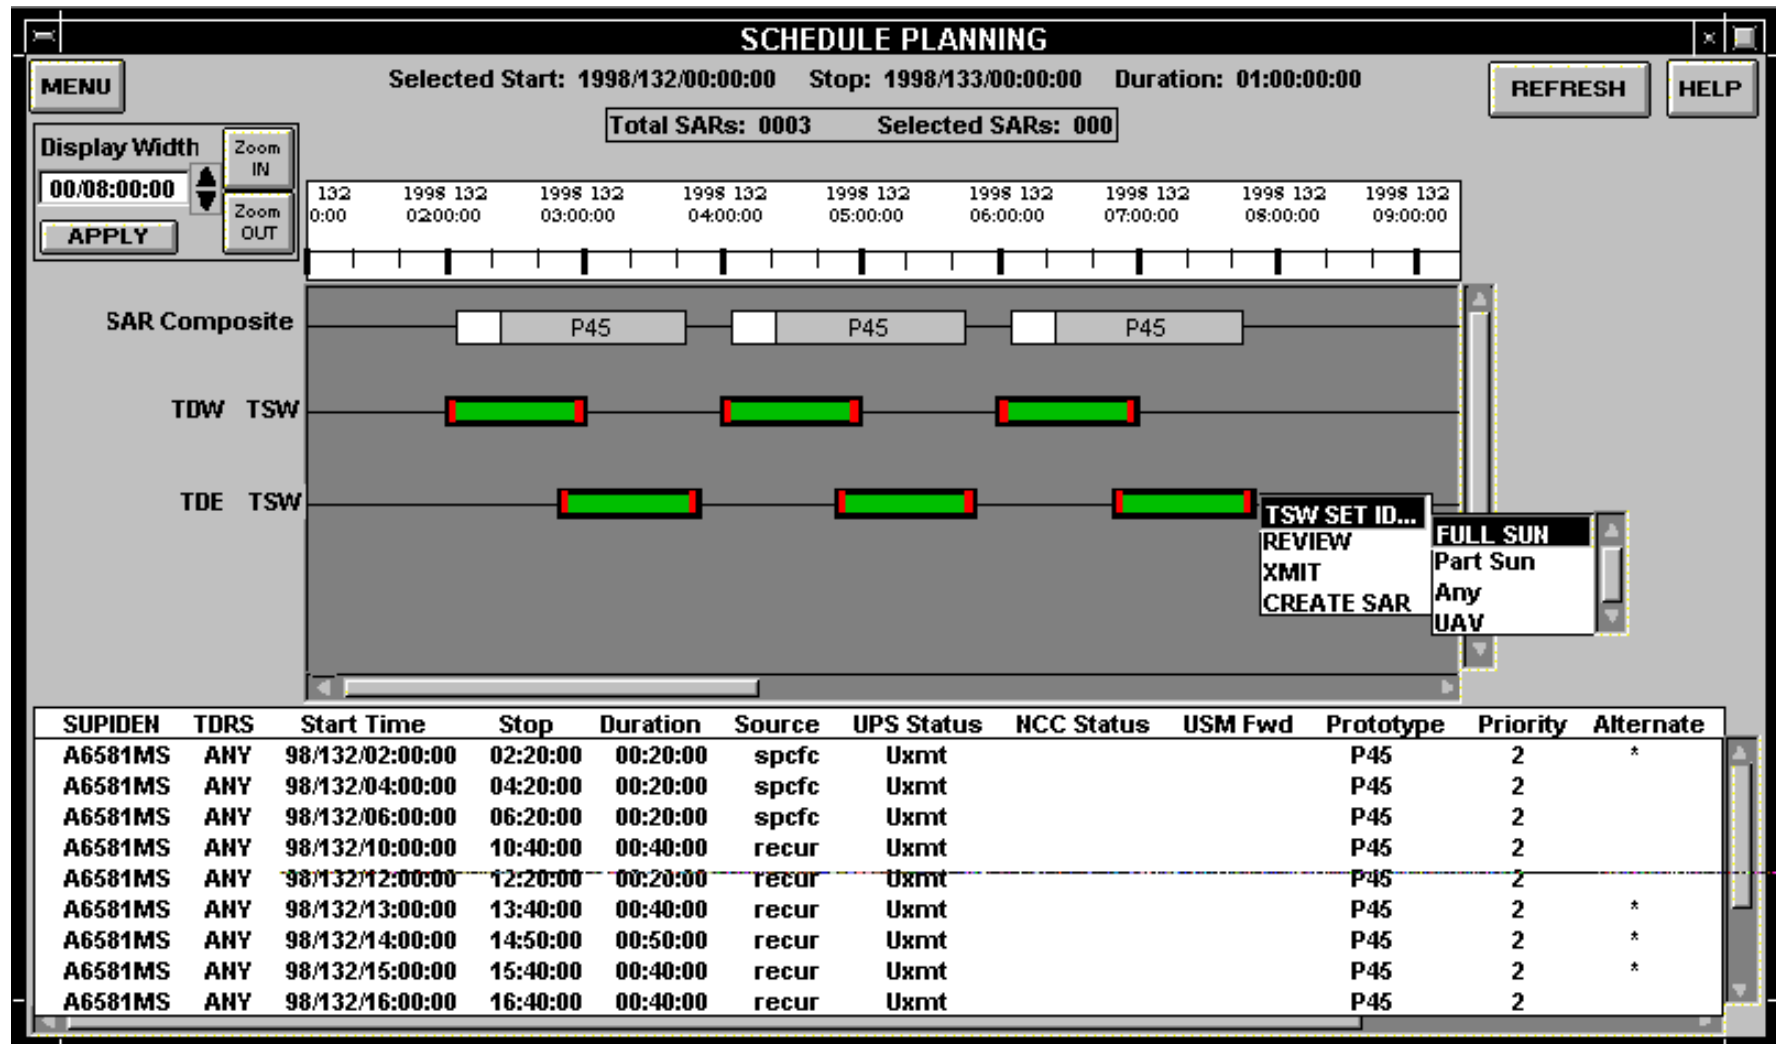 SCHEDULE PLANNING
MENU
Selected Start: 1998/132/00:00:00 Stop: 1998/133/00:00:00 Duration: 01:00:00:00
REFRESH
HELP
Total SARs: 0003 Selected SARs: 000
Display Width
Zoom IN
00/08:00:00
Zoom OUT
APPLY
132 1998 132 1998 132 1998 132 1998 132 1998 132 1998 132 1998 132 1998 132
0:00 02:00:00 03:00:00 04:00:00 05:00:00 06:00:00 07:00:00 08:00:00 09:00:00
SAR Composite P45 P45 P45
TDW TSW
TDE TSW
TSW SET ID...
REVIEW
XMIT
CREATE SAR
FULL SUN
Part Sun
Any
UAV
SUPIDEN TDRS Start Time Stop Duration Source UPS Status NCC Status USM Fwd Prototype Priority Alternate
A6581MS ANY 98/132/02:00:00 02:20:00 00:20:00 spcfc Uxmt P45 2 *
A6581MS ANY 98/132/04:00:00 04:20:00 00:20:00 spcfc Uxmt P45 2
A6581MS ANY 98/132/06:00:00 06:20:00 00:20:00 spcfc Uxmt P45 2
A6581MS ANY 98/132/10:00:00 10:40:00 00:40:00 recur Uxmt P45 2
A6581MS ANY 98/132/12:00:00 12:20:00 00:20:00 recur Uxmt P45 2
A6581MS ANY 98/132/13:00:00 13:40:00 00:40:00 recur Uxmt P45 2 *
A6581MS ANY 98/132/14:00:00 14:50:00 00:50:00 recur Uxmt P45 2 *
A6581MS ANY 98/132/15:00:00 15:40:00 00:40:00 recur Uxmt P45 2 *
A6581MS ANY 98/132/16:00:00 16:40:00 00:40:00 recur Uxmt P45 2